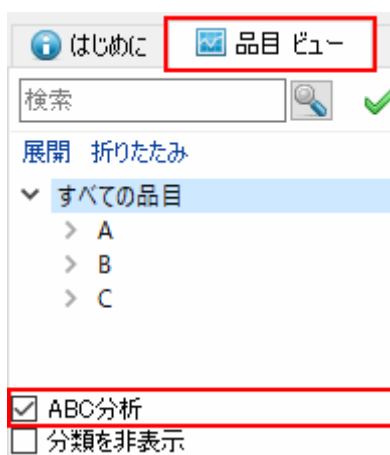 はじめに 品目 ビュー
検索
展開 折りたたみ
すべての品目
A
B
C
ABC分析
分類を非表示